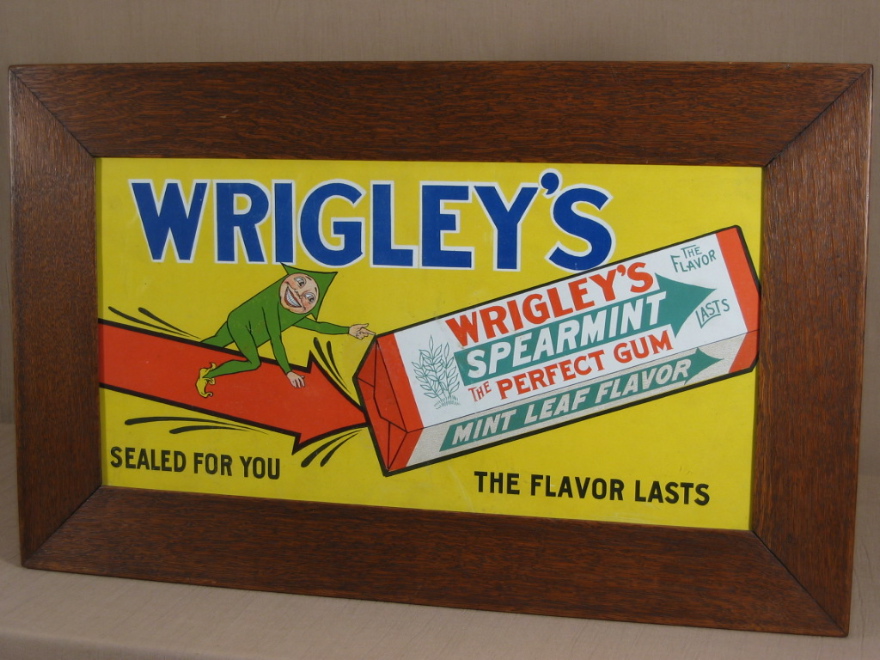 WRIGLEY'S
WRIGLEY'S
SPEARMINT
THE PERFECT GUM
MINT LEAF FLAVOR
THE
FLAVOR
LASTS
SEALED FOR YOU
THE FLAVOR LASTS